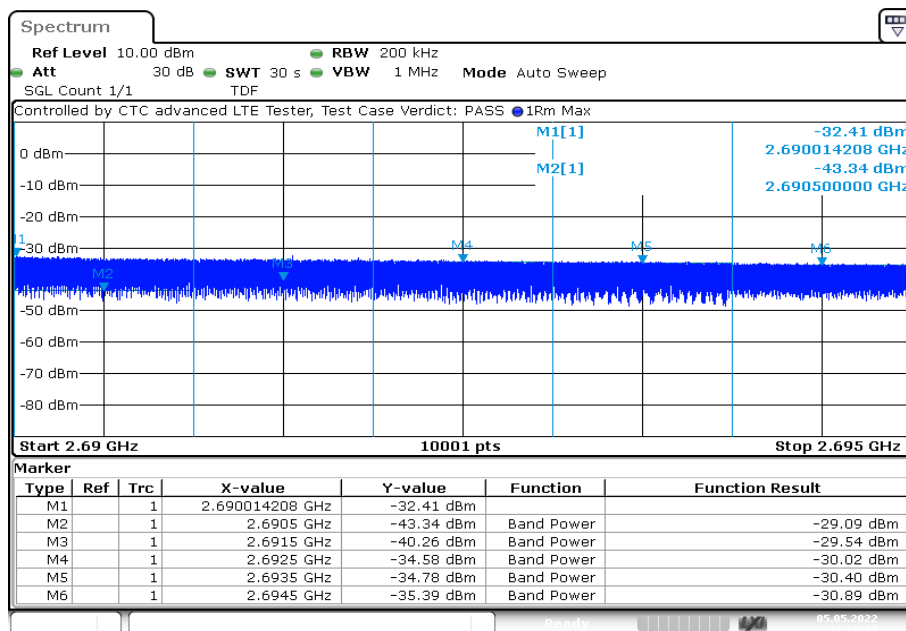 Spectrum
Ref Level 10.00 dBm RBW 200 kHz
Att 30 dB SWT 30 s VBW 1 MHz Mode Auto Sweep
SGL Count 1/1 TDF
Controlled by CTC advanced LTE Tester, Test Case Verdict: PASS 1Rm Max
M1[1] -32.41 dBm
2.690014208 GHz
M2[1] -43.34 dBm
2.690500000 GHz
0 dBm
-10 dBm
-20 dBm
-30 dBm
-50 dBm
-60 dBm
-70 dBm
-80 dBm
M2
M3
M4
M5
M6
Start 2.69 GHz 10001 pts Stop 2.695 GHz
Marker
Type Ref Trc X-value Y-value Function Function Result
M1 1 2.690014208 GHz -32.41 dBm
M2 1 2.6905 GHz -43.34 dBm Band Power -29.09 dBm
M3 1 2.6915 GHz -40.26 dBm Band Power -29.54 dBm
M4 1 2.6925 GHz -34.58 dBm Band Power -30.02 dBm
M5 1 2.6935 GHz -34.78 dBm Band Power -30.40 dBm
M6 1 2.6945 GHz -35.39 dBm Band Power -30.89 dBm
Ready LXI 05.05.2022